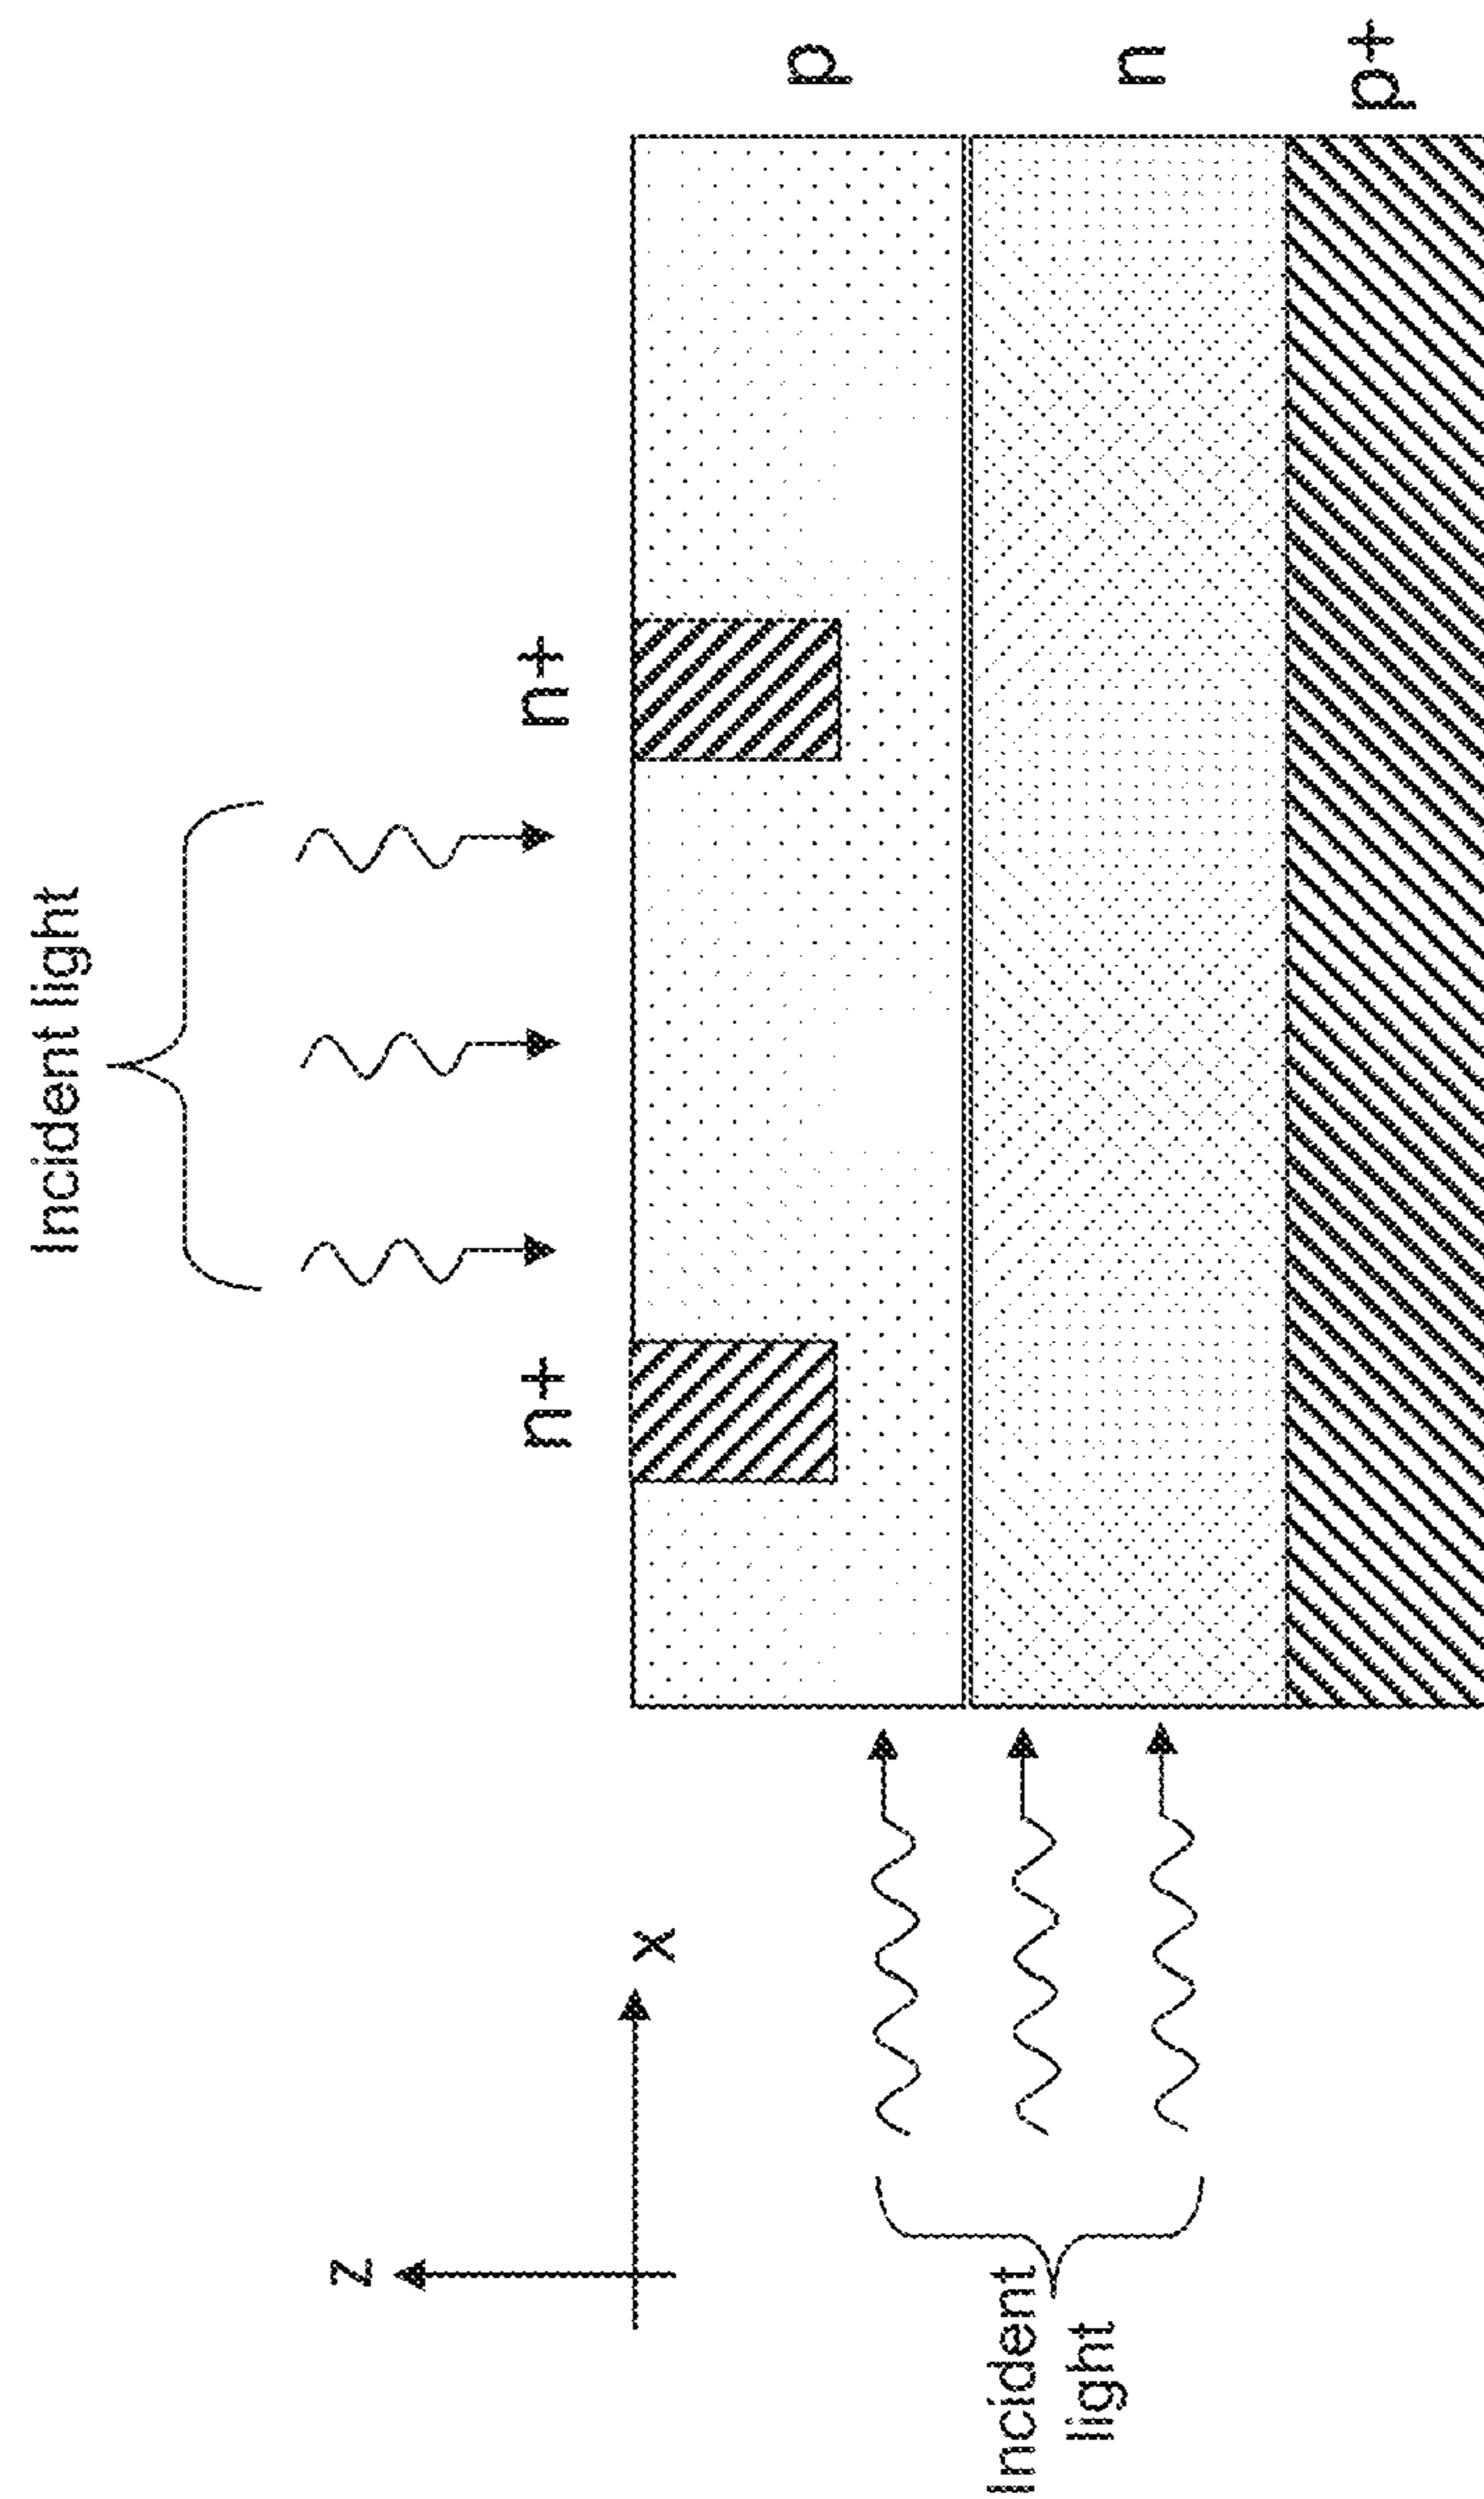 Incident light
n+
n+
p
n
p+
z
x
Incident
light